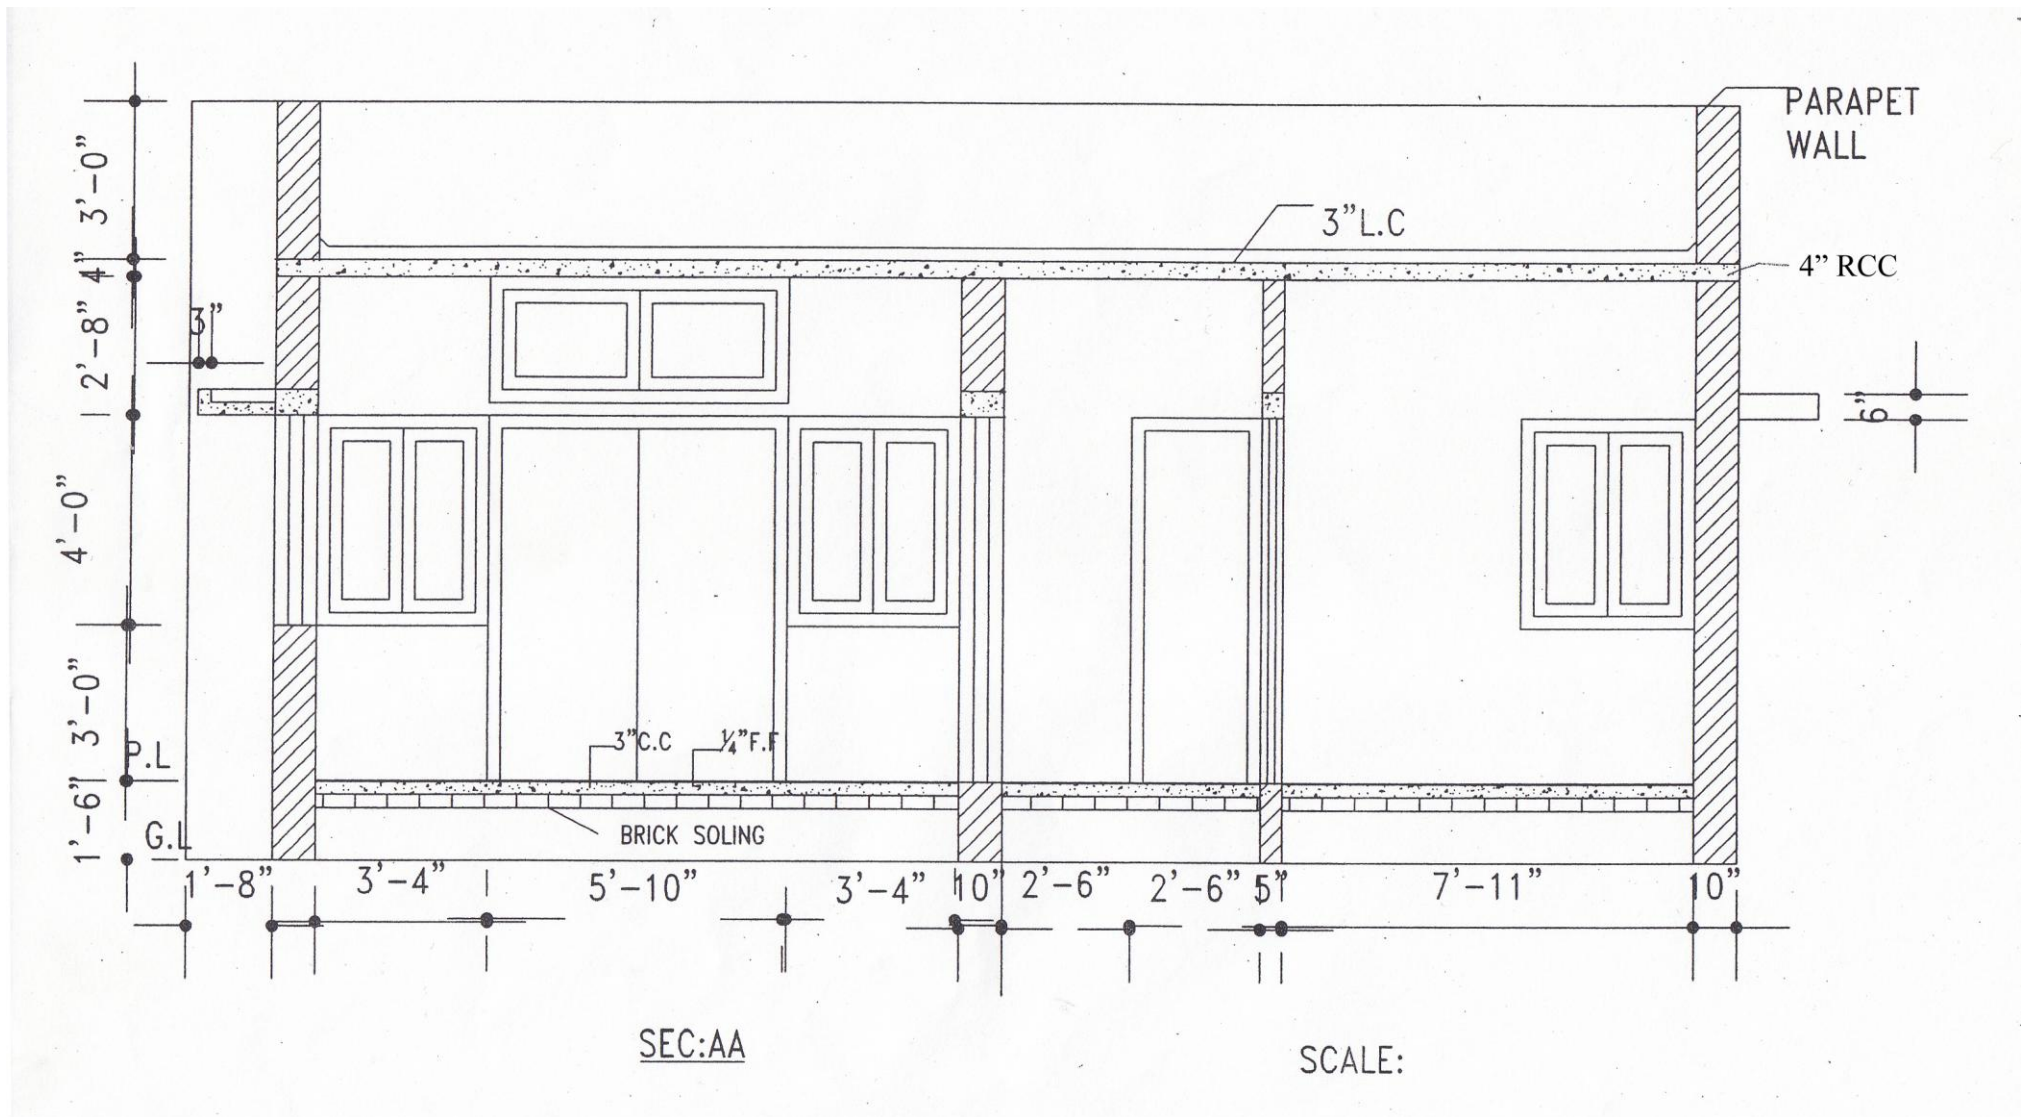 PARAPET
WALL
3'-0"
3"L.C
4"
4" RCC
2'-8"
3"
6"
4'-0"
3'-0"
3"C.C
¼"F.F
P.L
1'-6"
BRICK SOLING
G.L
1'-8"
3'-4"
5'-10"
3'-4"
10"
2'-6"
2'-6"
5"
7'-11"
10"
SEC:AA
SCALE: